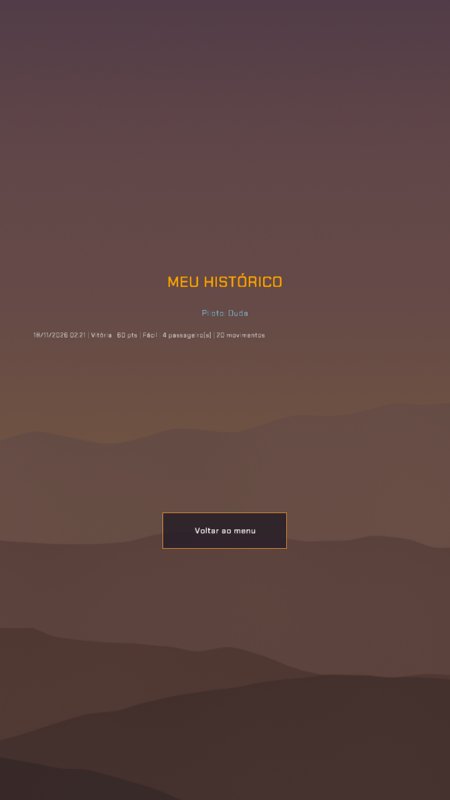 MEU HISTÓRICO
Piloto: Duda
18/11/2026 02:21 | Vitória | 60 pts | Fácil | 4 passageiro(s) | 20 movimentos
Voltar ao menu